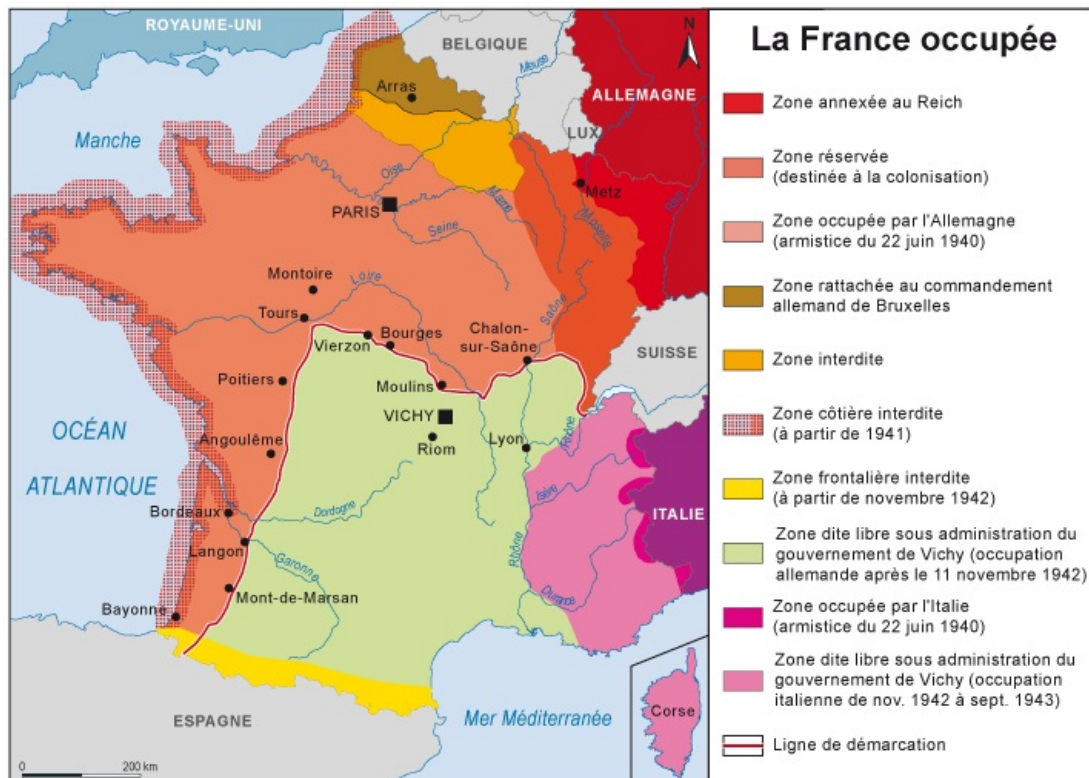 ROYAUME-UNI
BELGIQUE
Meuse
N
Arras
ALLEMAGNE
LUX
Manche
Oise
Metz
Rhin
PARIS
Marne
Moselle
Seine
Montoire
Loire
Tours
Saône
Bourges
Chalon-
sur-Saône
Vierzon
SUISSE
Poitiers
Moulins
VICHY
OCÉAN
ATLANTIQUE
Angoulême
Riom
Lyon
Rhône
Isère
Dordogne
Bordeaux
ITALIE
Langon
Garonne
Rhône
Durance
Mont-de-Marsan
Bayonne
Corse
ESPAGNE
Mer Méditerranée
0
200 km
La France occupée
Zone annexée au Reich
Zone réservée
(destinée à la colonisation)
Zone occupée par l'Allemagne
(armistice du 22 juin 1940)
Zone rattachée au commandement
allemand de Bruxelles
Zone interdite
Zone côtière interdite
(à partir de 1941)
Zone frontalière interdite
(à partir de novembre 1942)
Zone dite libre sous administration du
gouvernement de Vichy (occupation
allemande après le 11 novembre 1942)
Zone occupée par l'Italie
(armistice du 22 juin 1940)
Zone dite libre sous administration du
gouvernement de Vichy (occupation
italienne de nov. 1942 à sept. 1943)
Ligne de démarcation